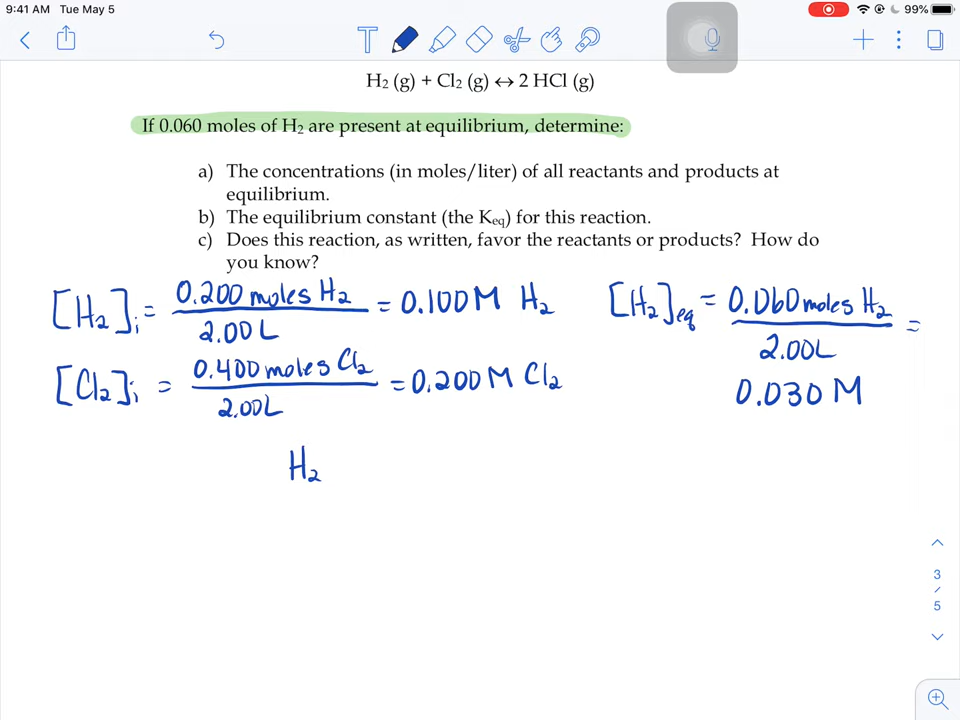 9:41 AM Tue May 5 99%
H₂ (g) + Cl₂ (g) ↔ 2 HCl (g)
If 0.060 moles of H₂ are present at equilibrium, determine:
a) The concentrations (in moles/liter) of all reactants and products at
equilibrium.
b) The equilibrium constant (the Keq) for this reaction.
c) Does this reaction, as written, favor the reactants or products? How do
you know?
[H₂]i = 0.200 moles H₂ / 2.00L = 0.100 M H₂
[H₂]eq = 0.060 moles H₂ / 2.00L =
0.030 M
[Cl₂]i = 0.400 moles Cl₂ / 2.00L = 0.200 M Cl₂
H₂
3
/
5